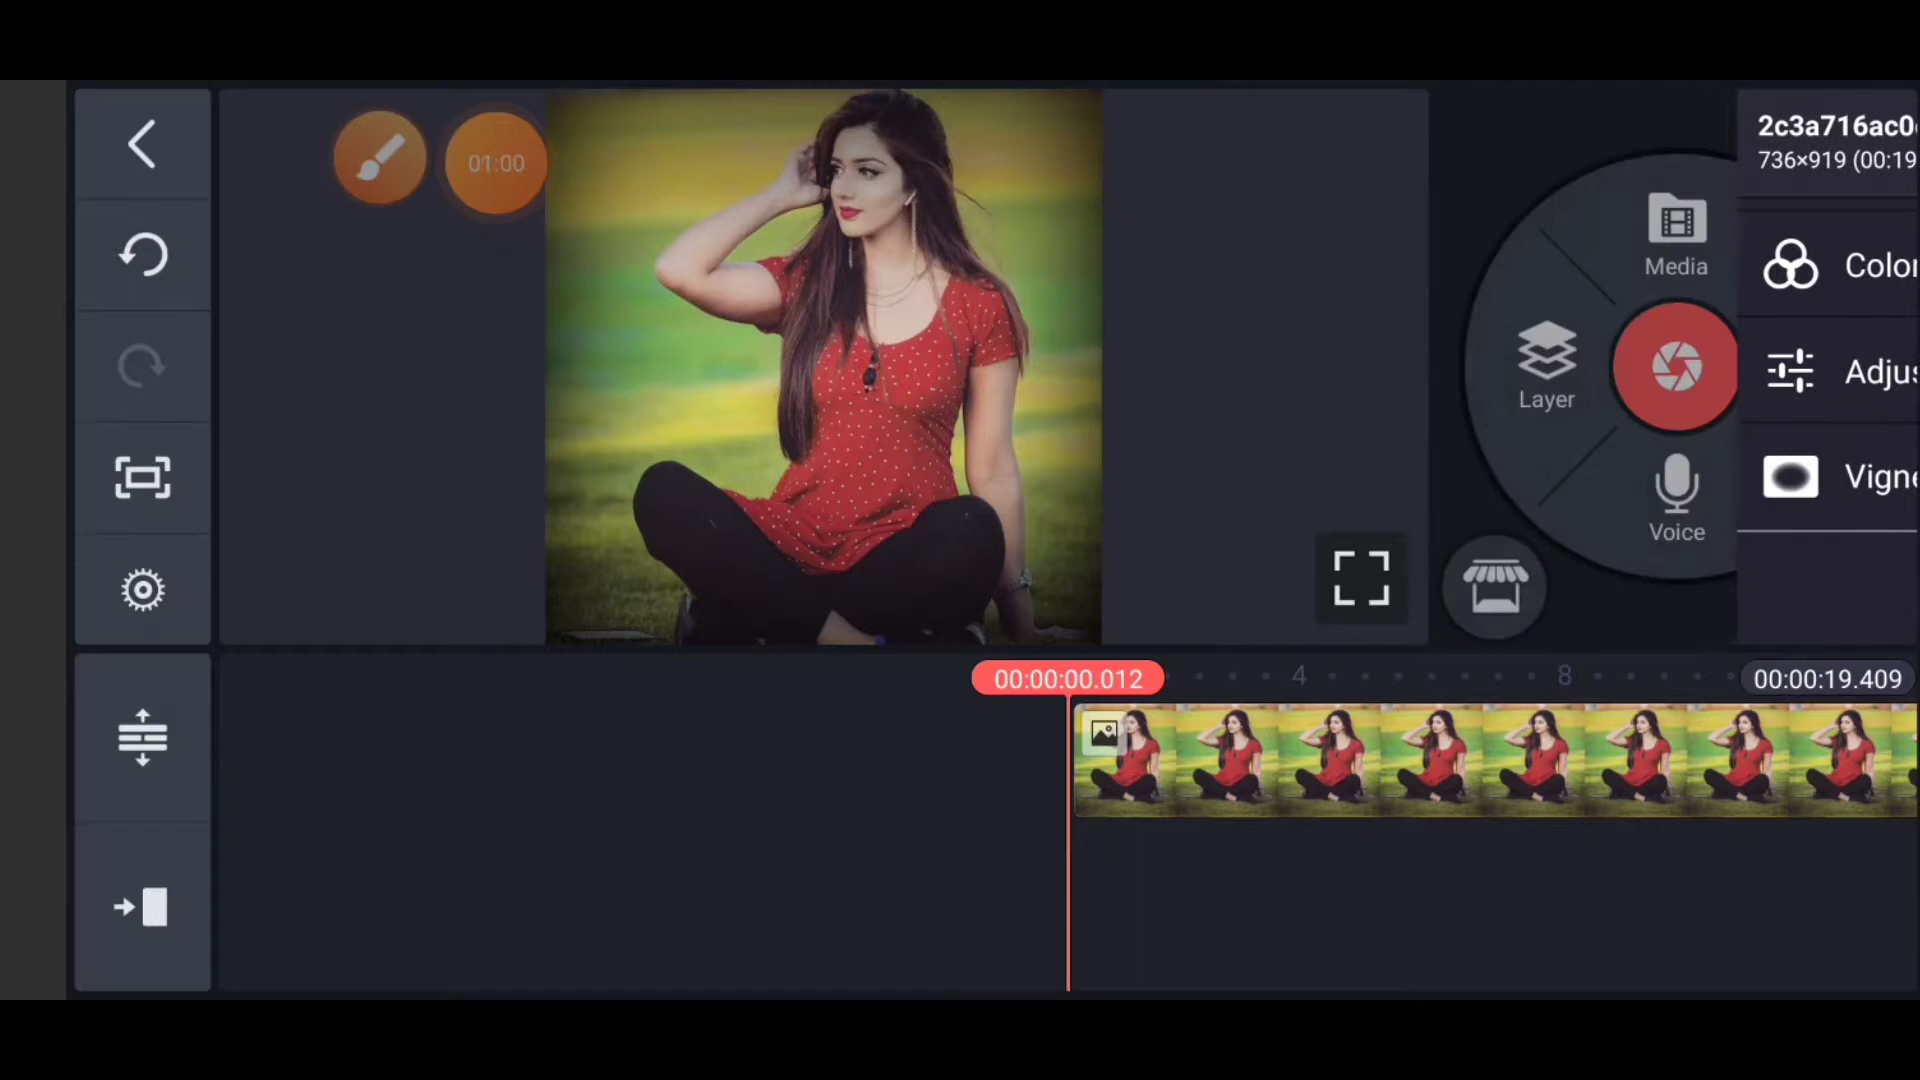 01:00
2c3a716ac0
736×919 (00:19
Media
Color
Layer
Adjus
Vigne
Voice
00:00:00.012
4
8
00:00:19.409